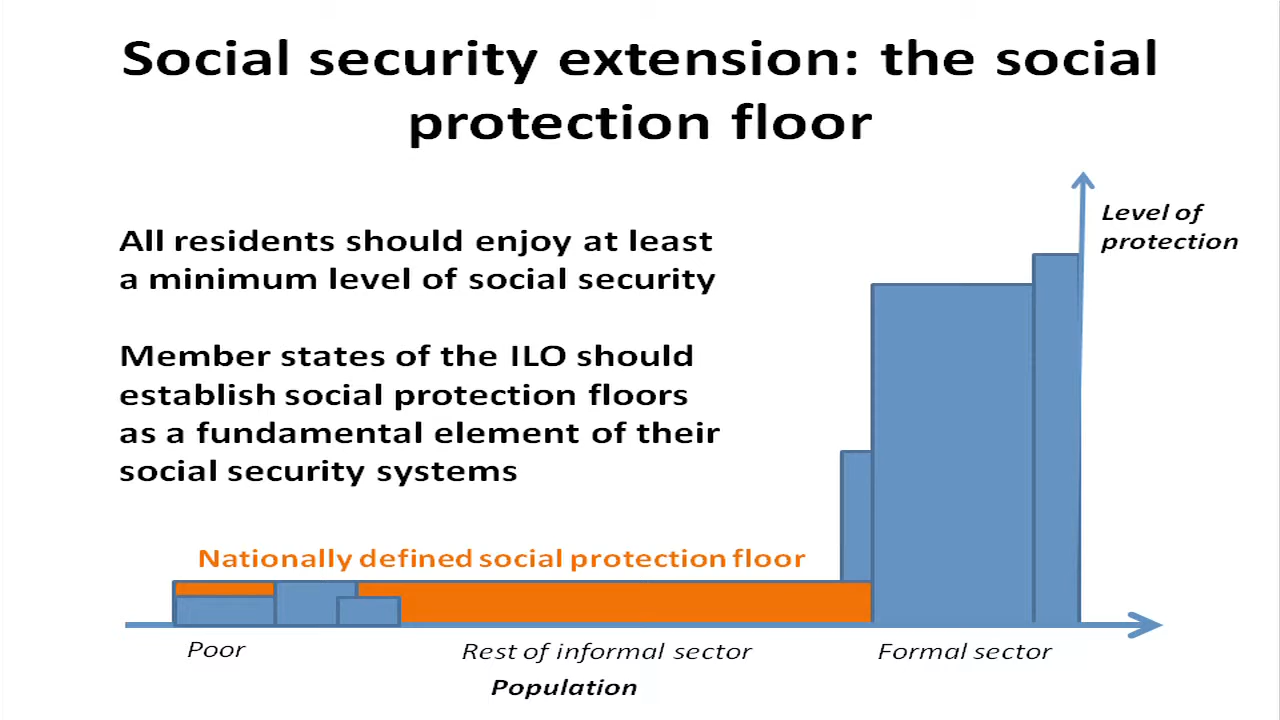 Social security extension: the social
protection floor
Level of
protection
All residents should enjoy at least
a minimum level of social security
Member states of the ILO should
establish social protection floors
as a fundamental element of their
social security systems
Nationally defined social protection floor
Poor
Rest of informal sector
Formal sector
Population